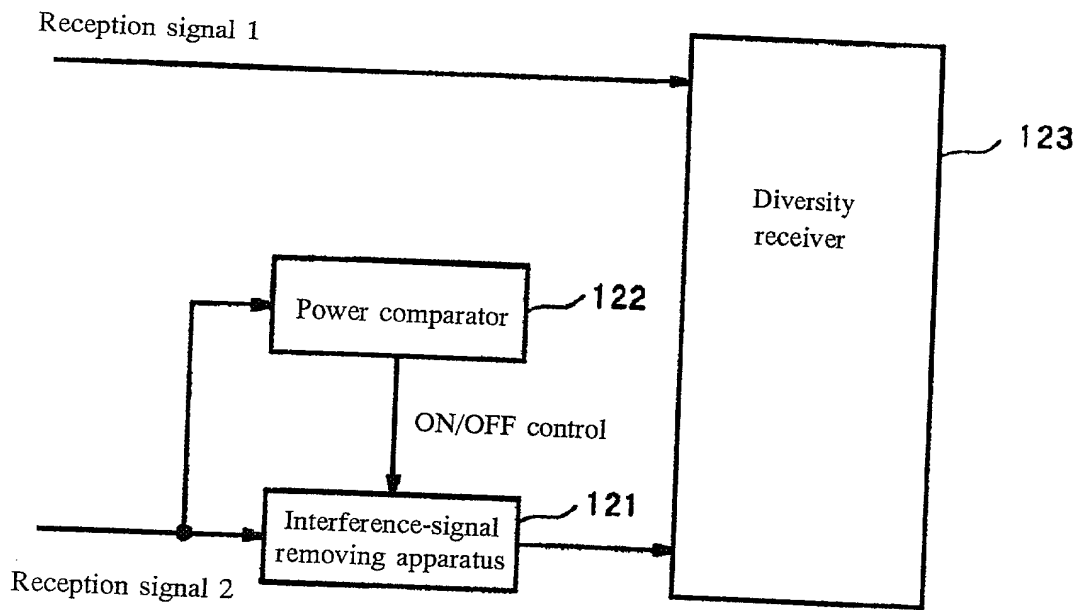 Reception signal 1
123
Diversity
receiver
122
Power comparator
ON/OFF control
121
Interference-signal
removing apparatus
Reception signal 2